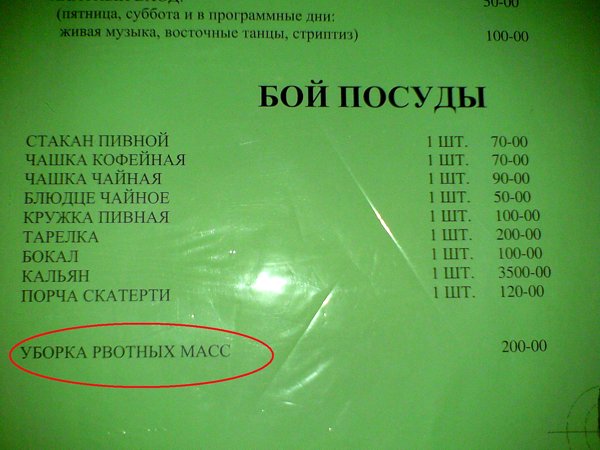 50-00
(пятница, суббота и в программные дни:
живая музыка, восточные танцы, стриптиз) 100-00
БОЙ ПОСУДЫ
СТАКАН ПИВНОЙ 1 ШТ. 70-00
ЧАШКА КОФЕЙНАЯ 1 ШТ. 70-00
ЧАШКА ЧАЙНАЯ 1 ШТ. 90-00
БЛЮДЦЕ ЧАЙНОЕ 1 ШТ. 50-00
КРУЖКА ПИВНАЯ 1 ШТ. 100-00
ТАРЕЛКА 1 ШТ. 200-00
БОКАЛ 1 ШТ. 100-00
КАЛЬЯН 1 ШТ. 3500-00
ПОРЧА СКАТЕРТИ 1 ШТ. 120-00
УБОРКА РВОТНЫХ МАСС 200-00